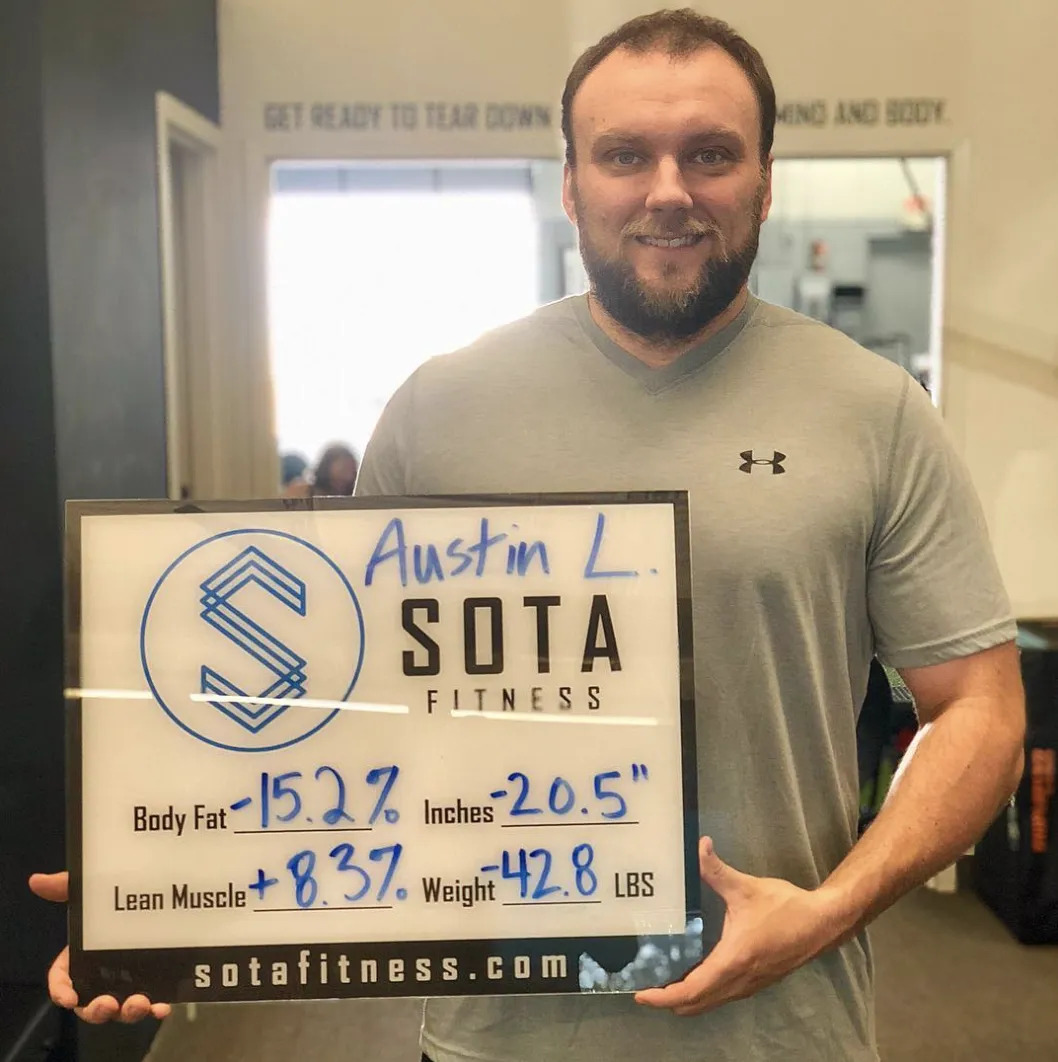 GET READY TO TEAR DOWN MIND AND BODY.
Austin L.
SOTA
FITNESS
Body Fat -15.2% Inches -20.5"
Lean Muscle +8.3% Weight -42.8 LBS
sotafitness.com